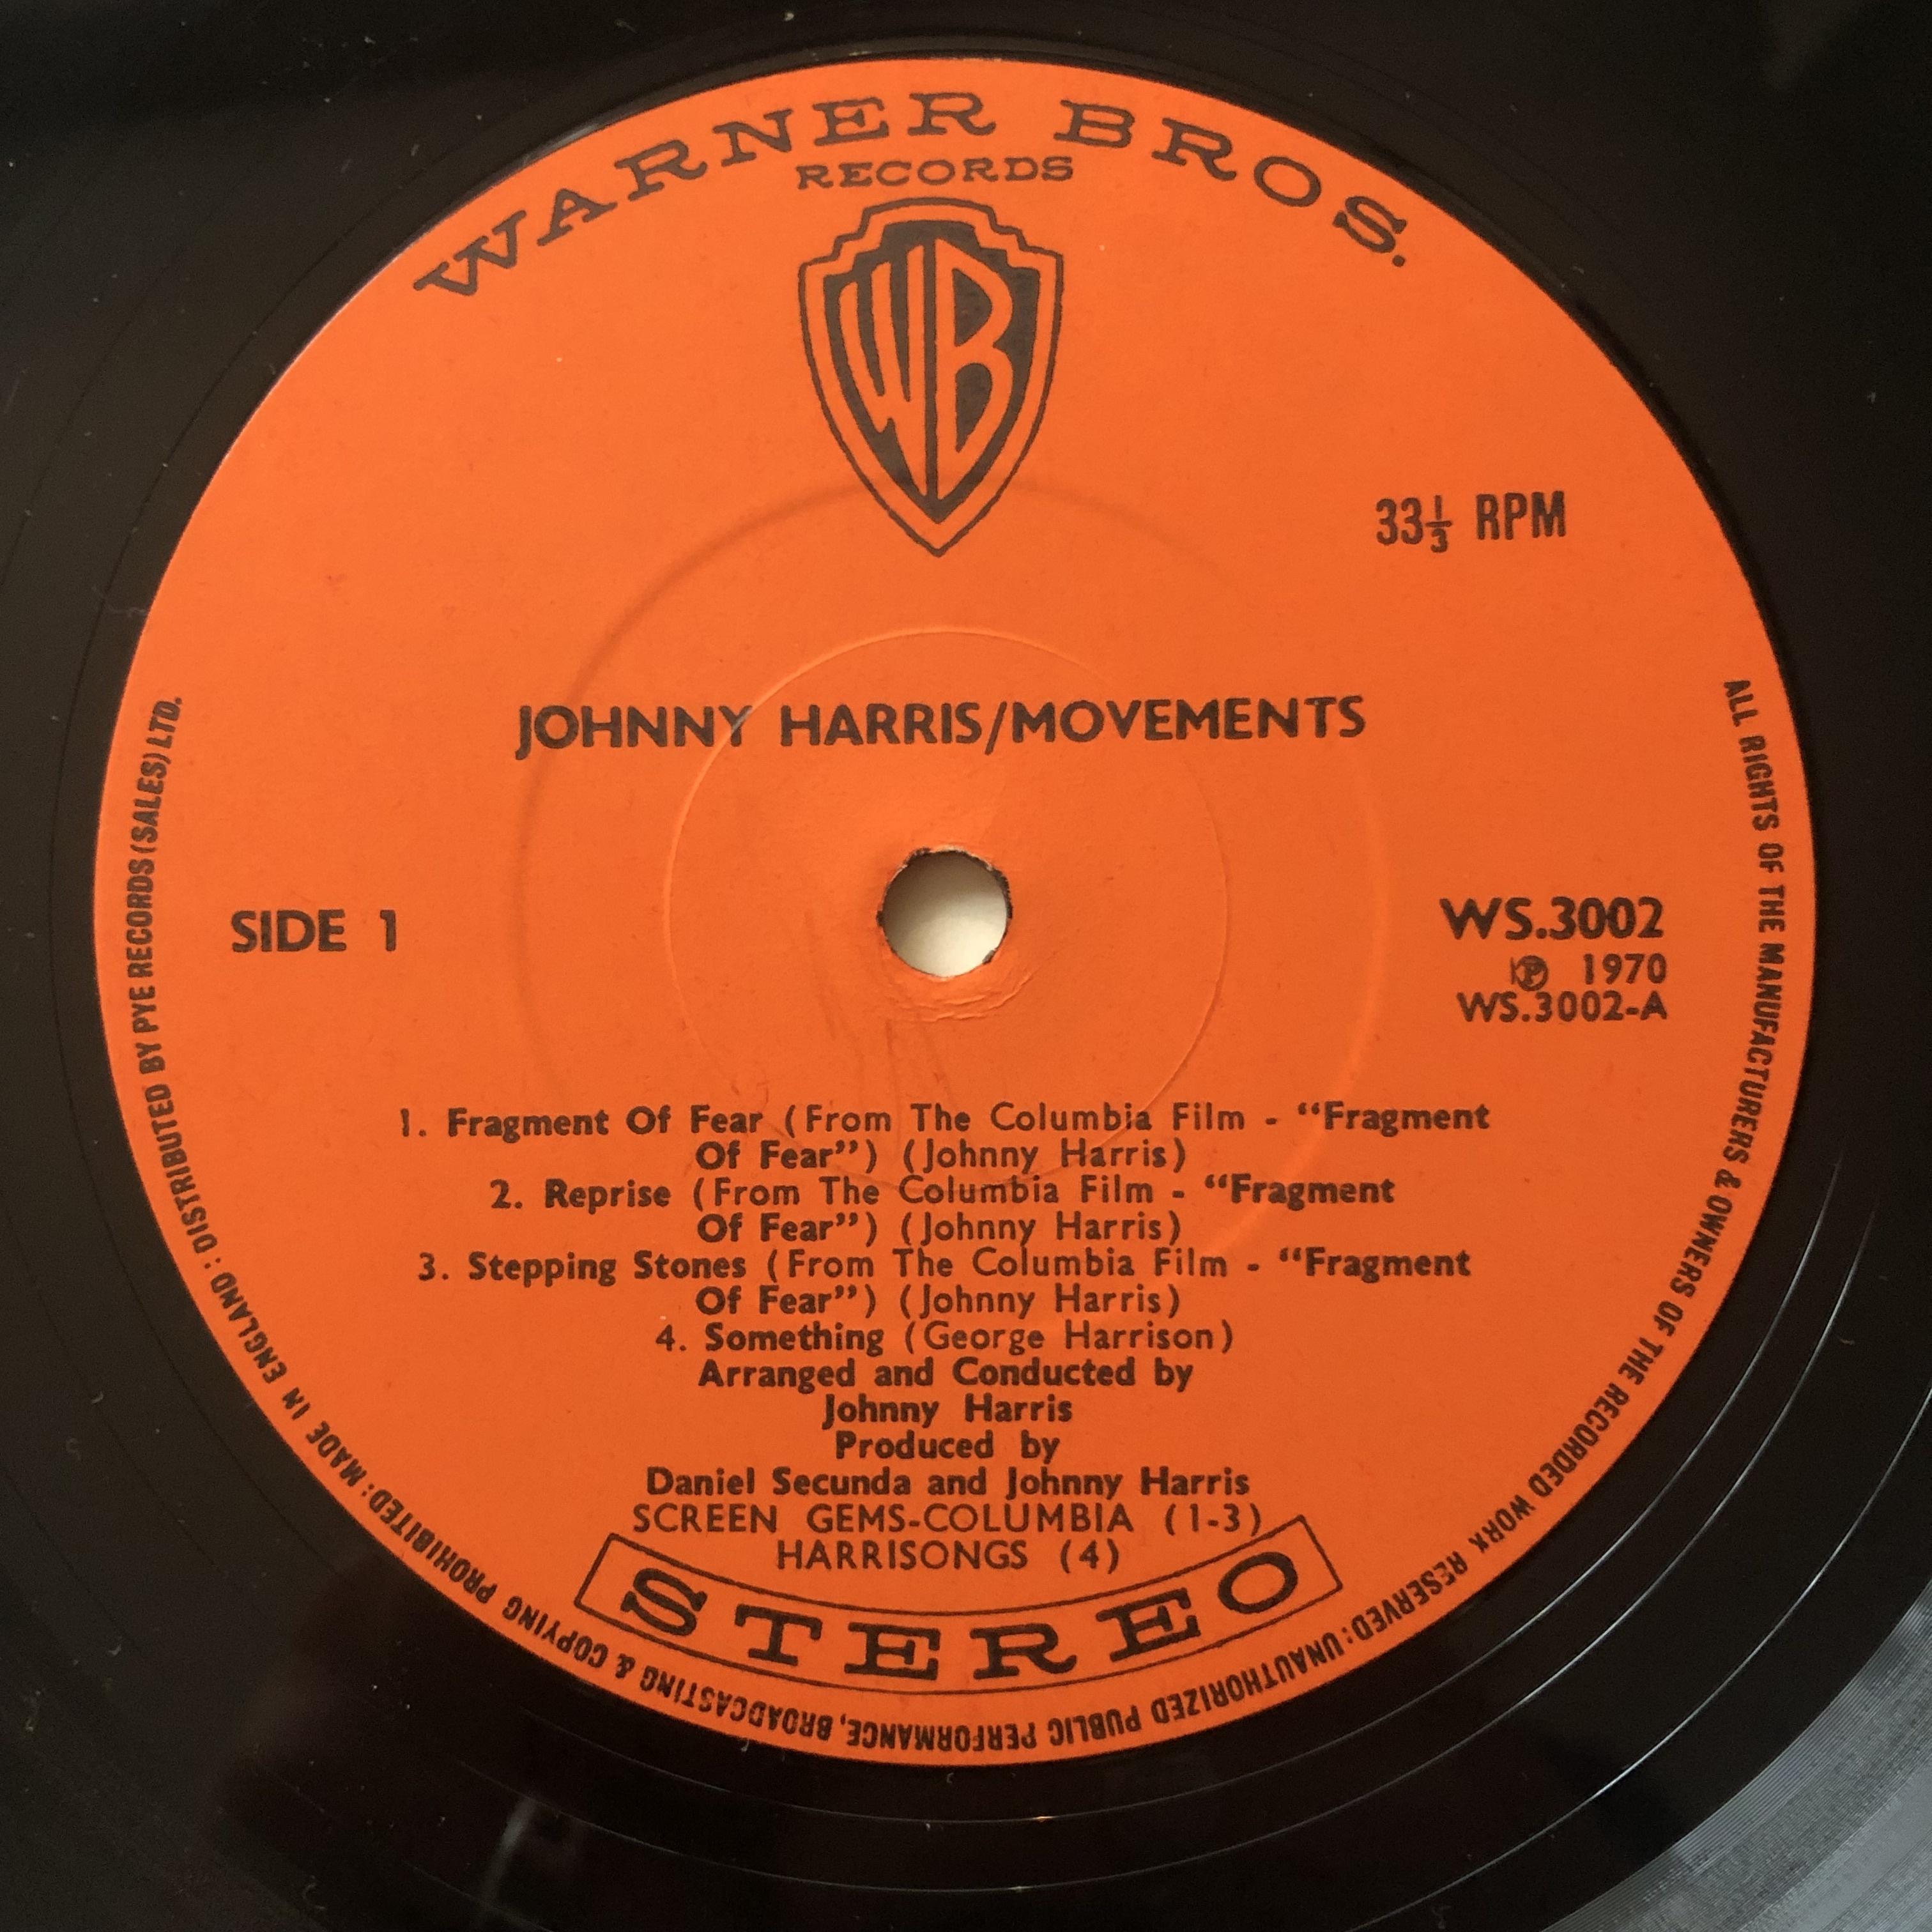 WARNER BROS.
RECORDS
WB
33⅓ RPM
JOHNNY HARRIS/MOVEMENTS
SIDE 1
WS.3002
℗ 1970
WS.3002-A
1. Fragment Of Fear (From The Columbia Film - “Fragment
Of Fear”) (Johnny Harris)
2. Reprise (From The Columbia Film - “Fragment
Of Fear”) (Johnny Harris)
3. Stepping Stones (From The Columbia Film - “Fragment
Of Fear”) (Johnny Harris)
4. Something (George Harrison)
Arranged and Conducted by
Johnny Harris
Produced by
Daniel Secunda and Johnny Harris
SCREEN GEMS-COLUMBIA (1-3)
HARRISONGS (4)
STEREO
ALL RIGHTS OF THE MANUFACTURERS & OWNERS OF THE RECORDED WORK RESERVED: UNAUTHORIZED PUBLIC PERFORMANCE, BROADCASTING & COPYING PROHIBITED: MADE IN ENGLAND: DISTRIBUTED BY PYE RECORDS (SALES) LTD.